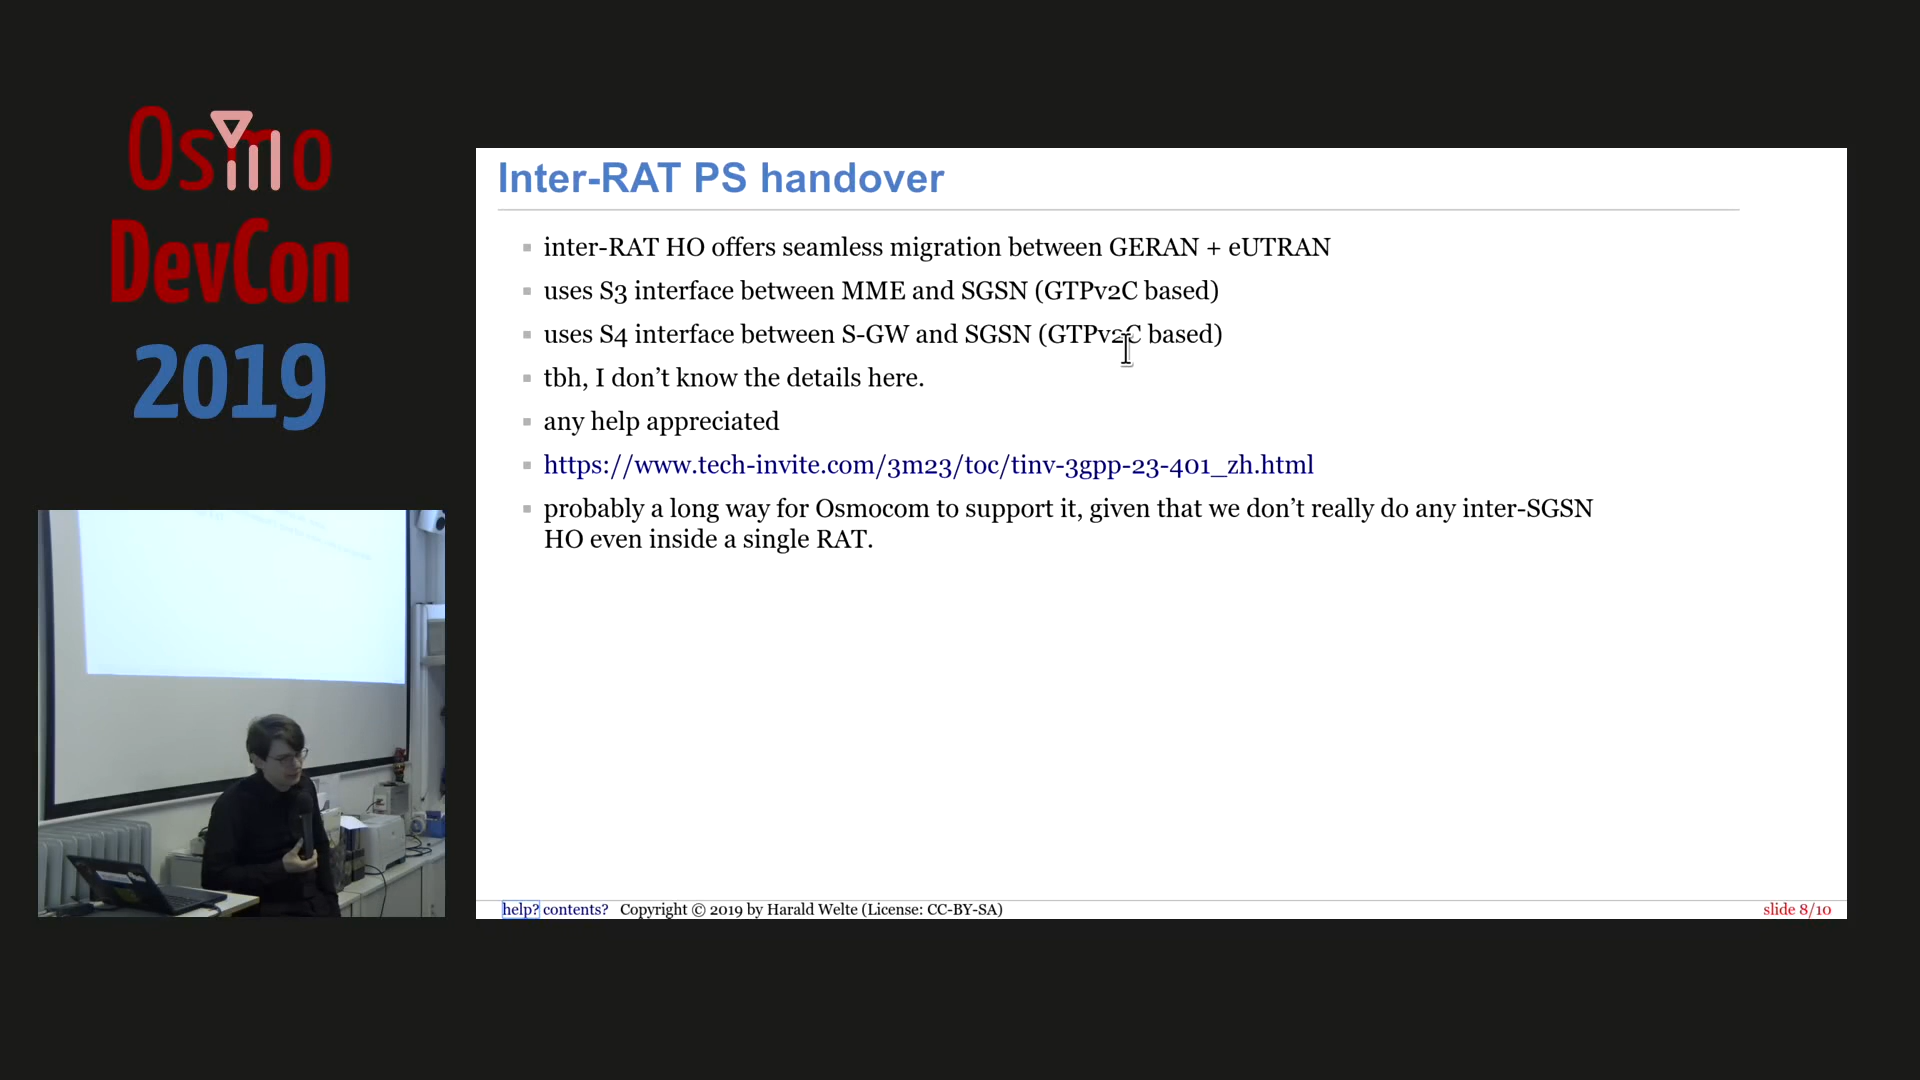 Osmo
DevCon
2019
Inter-RAT PS handover
inter-RAT HO offers seamless migration between GERAN + eUTRAN
uses S3 interface between MME and SGSN (GTPv2C based)
uses S4 interface between S-GW and SGSN (GTPv2C based)
tbh, I don’t know the details here.
any help appreciated
https://www.tech-invite.com/3m23/toc/tinv-3gpp-23-401_zh.html
probably a long way for Osmocom to support it, given that we don’t really do any inter-SGSN
HO even inside a single RAT.
help? contents? Copyright © 2019 by Harald Welte (License: CC-BY-SA)
slide 8/10